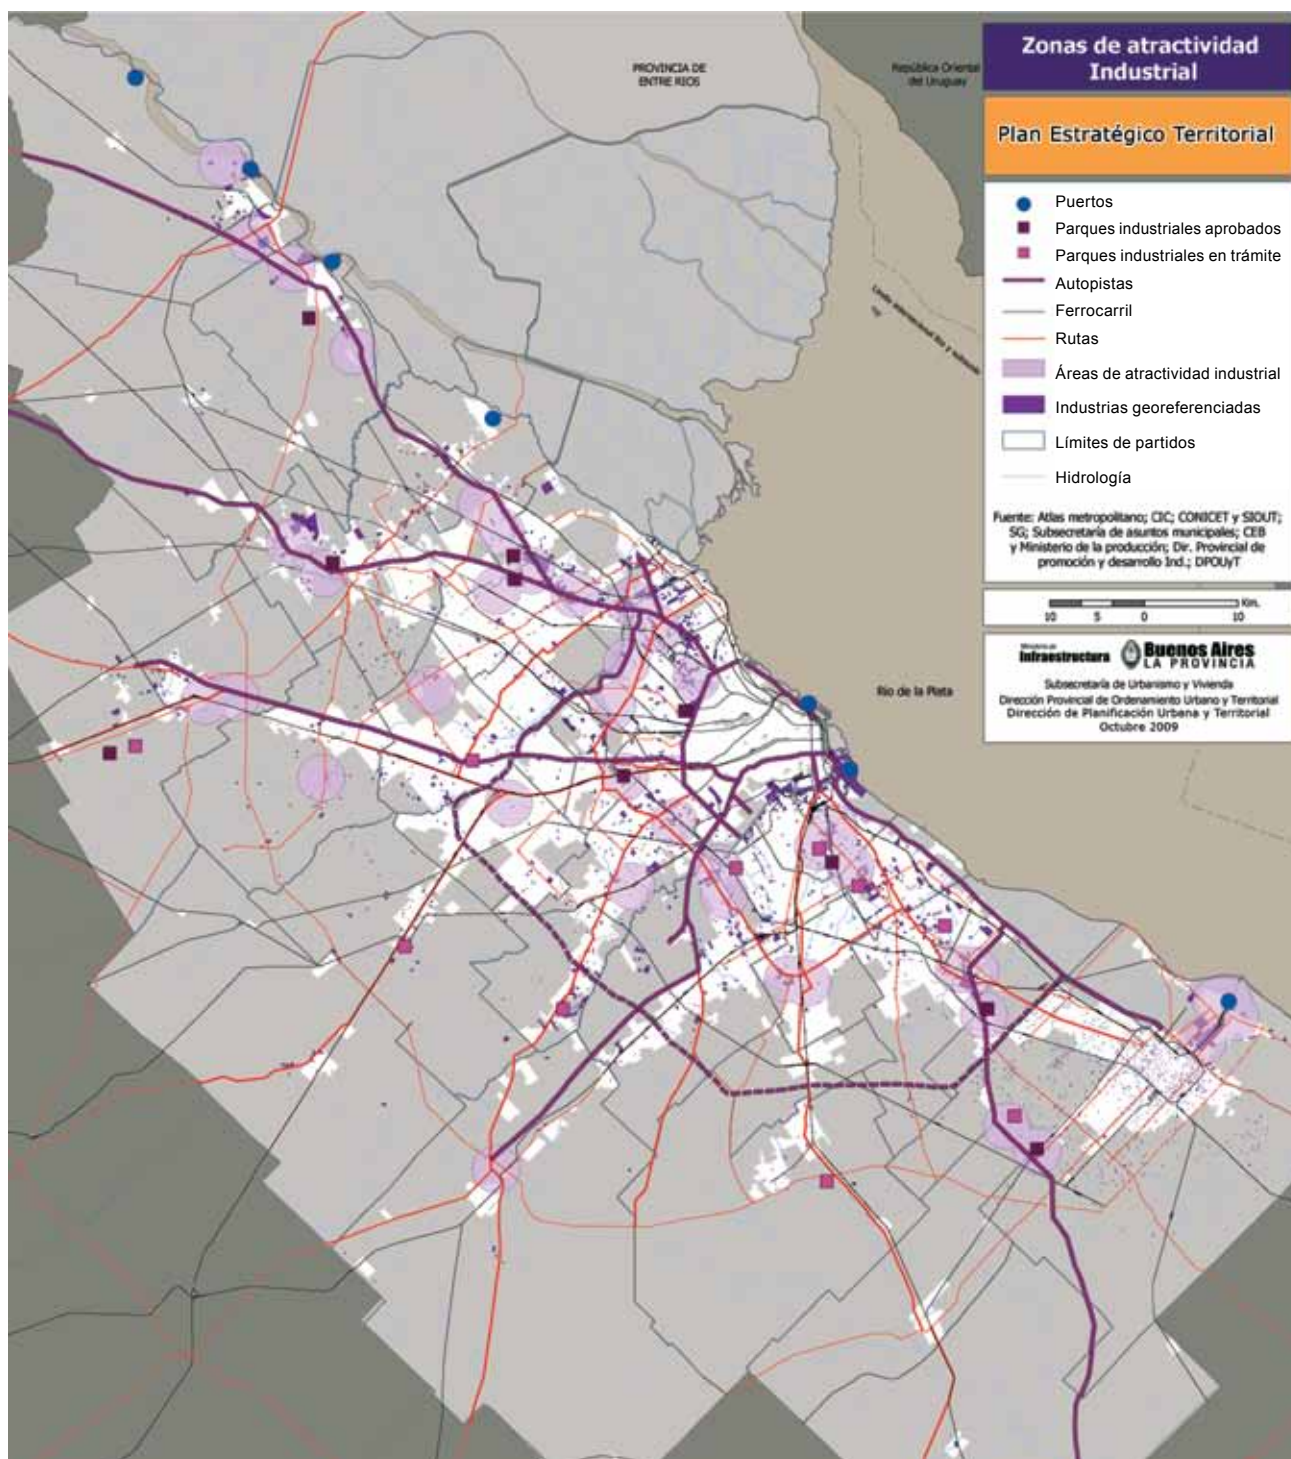 PROVINCIA DE
ENTRE RIOS
República Oriental
del Uruguay
Río de la Plata
Zonas de atractividad
Industrial
Plan Estratégico Territorial
Puertos
Parques industriales aprobados
Parques industriales en trámite
Autopistas
Ferrocarril
Rutas
Áreas de atractividad industrial
Industrias georeferenciadas
Límites de partidos
Hidrología
Fuente: Atlas metropolitano; CIC; CONICET y SIOUT;
SG; Subsecretaría de asuntos municipales; CEB
y Ministerio de la producción; Dir. Provincial de
promoción y desarrollo Ind.; DPOUyT
Km.
10 5 0 10
Ministerio de
Infraestructura
Buenos Aires
LA PROVINCIA
Subsecretaría de Urbanismo y Vivienda
Dirección Provincial de Ordenamiento Urbano y Territorial
Dirección de Planificación Urbana y Territorial
Octubre 2009